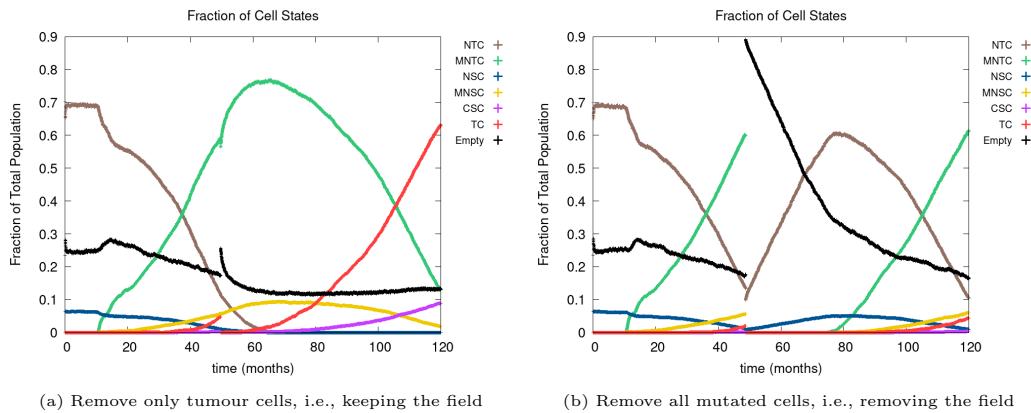 Fraction of Cell States
Fraction of Total Population
0.9
0.8
0.7
0.6
0.5
0.4
0.3
0.2
0.1
0
0 20 40 60 80 100 120
time (months)
NTC
MNTC
NSC
MNSC
CSC
TC
Empty
(a) Remove only tumour cells, i.e., keeping the field
Fraction of Cell States
Fraction of Total Population
0.9
0.8
0.7
0.6
0.5
0.4
0.3
0.2
0.1
0
0 20 40 60 80 100 120
time (months)
NTC
MNTC
NSC
MNSC
CSC
TC
Empty
(b) Remove all mutated cells, i.e., removing the field